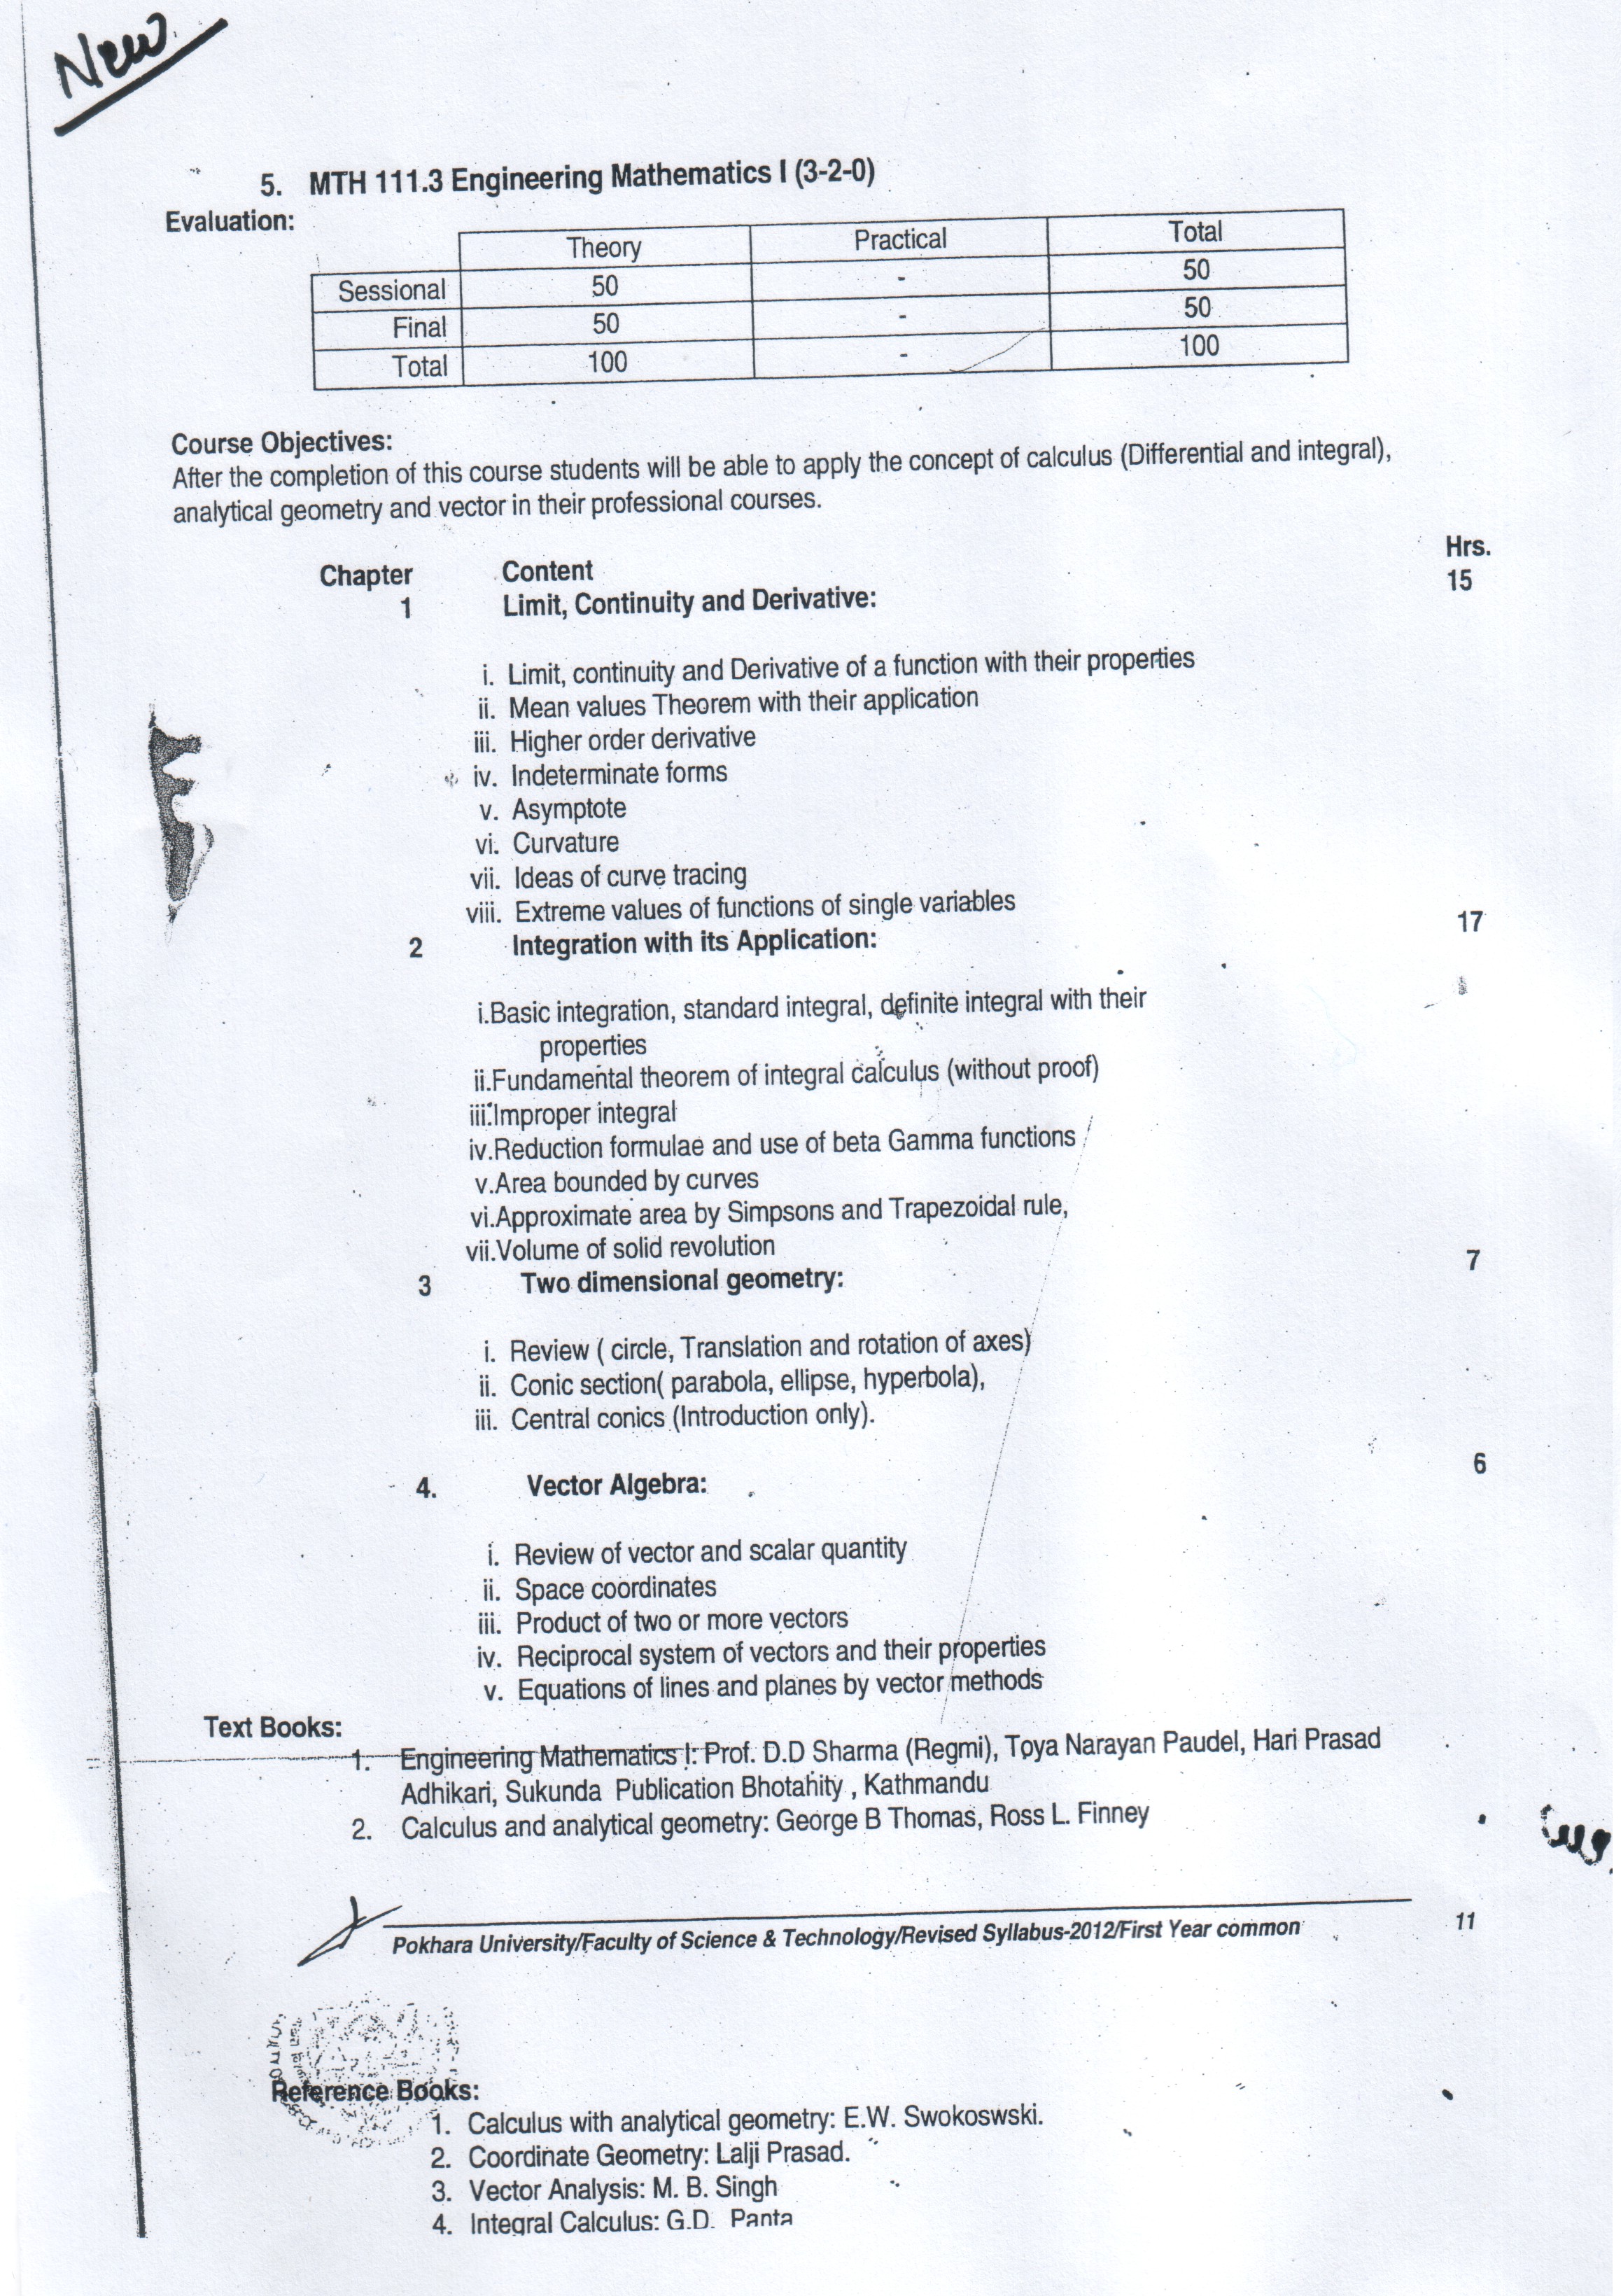 New
5. MTH 111.3 Engineering Mathematics I (3-2-0)
Evaluation:
Theory Practical Total
Sessional 50 - 50
Final 50 - 50
Total 100 - 100
Course Objectives:
After the completion of this course students will be able to apply the concept of calculus (Differential and integral),
analytical geometry and vector in their professional courses.
Hrs.
Chapter Content
1 Limit, Continuity and Derivative: 15
i. Limit, continuity and Derivative of a function with their properties
ii. Mean values Theorem with their application
iii. Higher order derivative
iv. Indeterminate forms
v. Asymptote
vi. Curvature
vii. Ideas of curve tracing
viii. Extreme values of functions of single variables
2 Integration with its Application: 17
i.Basic integration, standard integral, definite integral with their
properties
ii.Fundamental theorem of integral calculus (without proof)
iii.Improper integral
iv.Reduction formulae and use of beta Gamma functions
v.Area bounded by curves
vi.Approximate area by Simpsons and Trapezoidal rule,
vii.Volume of solid revolution
3 Two dimensional geometry: 7
i. Review ( circle, Translation and rotation of axes)
ii. Conic section( parabola, ellipse, hyperbola),
iii. Central conics (Introduction only).
4. Vector Algebra: 6
i. Review of vector and scalar quantity
ii. Space coordinates
iii. Product of two or more vectors
iv. Reciprocal system of vectors and their properties
v. Equations of lines and planes by vector methods
Text Books:
1. Engineering Mathematics I: Prof. D.D Sharma (Regmi), Toya Narayan Paudel, Hari Prasad
Adhikari, Sukunda Publication Bhotahity , Kathmandu
2. Calculus and analytical geometry: George B Thomas, Ross L. Finney
Pokhara University/Faculty of Science & Technology/Revised Syllabus-2012/First Year common 11
Reference Books:
1. Calculus with analytical geometry: E.W. Swokoswski.
2. Coordinate Geometry: Lalji Prasad.
3. Vector Analysis: M. B. Singh
4. Integral Calculus: G.D. Panta